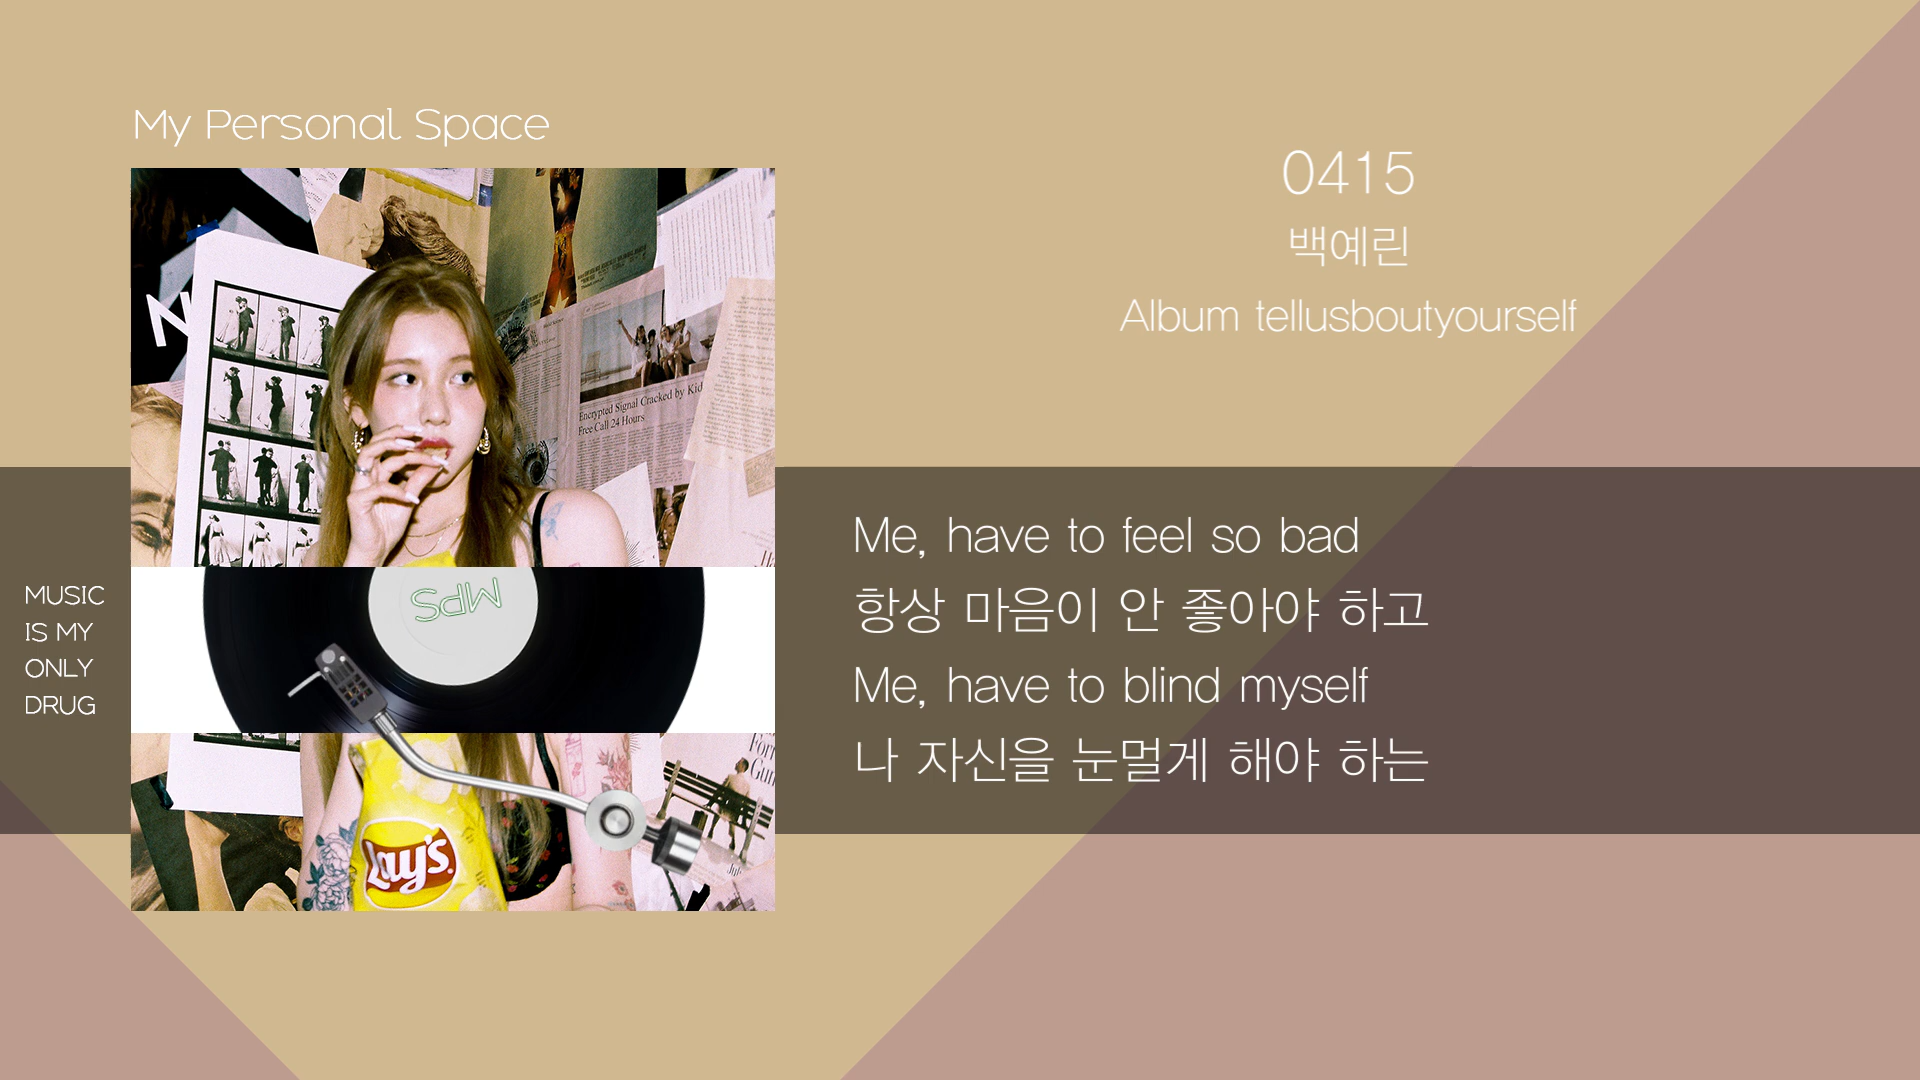 My Personal Space
0415
백예린
Album tellusboutyourself
N
Encrypted Signal Cracked by Kid
Free Call 24 Hours
Me, have to feel so bad
항상 마음이 안 좋아야 하고
Me, have to blind myself
나 자신을 눈멀게 해야 하는
MUSIC
IS MY
ONLY
DRUG
MPS
Lay's